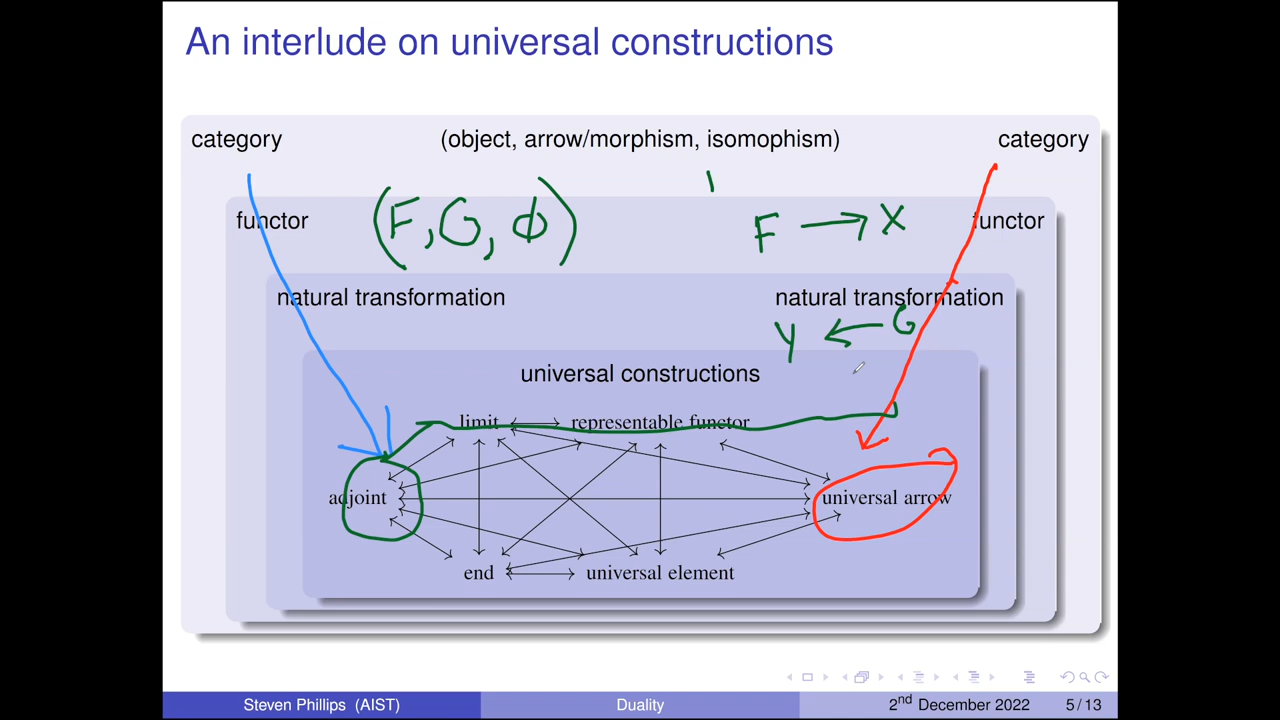 An interlude on universal constructions
category (object, arrow/morphism, isomophism) category
functor (F, G, ϕ) F → X functor
natural transformation natural transformation
Y ← G
universal constructions
limit representable functor
adjoint universal arrow
end universal element
Steven Phillips (AIST) Duality 2nd December 2022 5 / 13